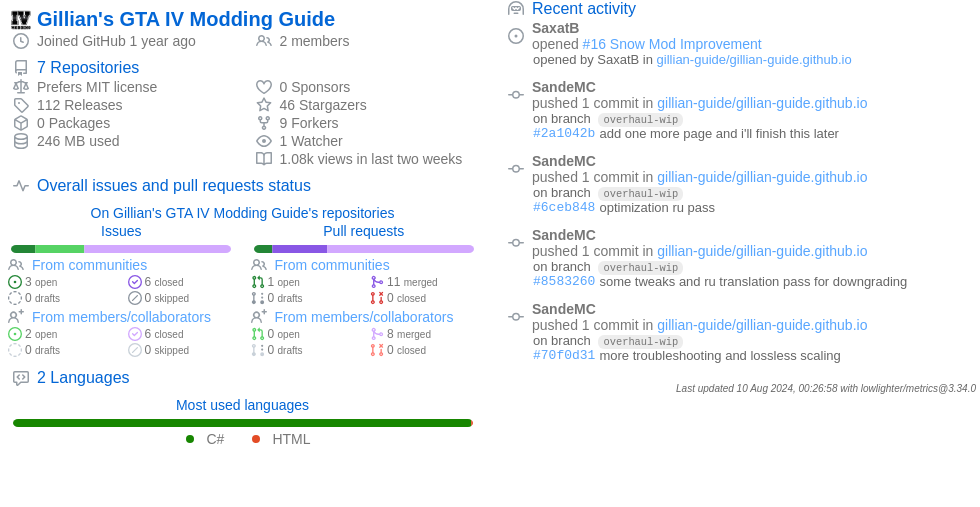 Gillian's GTA IV Modding Guide
Joined GitHub 1 year ago
2 members
7 Repositories
Prefers MIT license
112 Releases
0 Packages
246 MB used
0 Sponsors
46 Stargazers
9 Forkers
1 Watcher
1.08k views in last two weeks
Overall issues and pull requests status
On Gillian's GTA IV Modding Guide's repositories
Issues
From communities
3 open
6 closed
0 drafts
0 skipped
From members/collaborators
2 open
6 closed
0 drafts
0 skipped
Pull requests
From communities
1 open
11 merged
0 drafts
0 closed
From members/collaborators
0 open
8 merged
0 drafts
0 closed
2 Languages
Most used languages
C#
HTML
Recent activity
SaxatB
opened #16 Snow Mod Improvement
opened by SaxatB in gillian-guide/gillian-guide.github.io
SandeMC
pushed 1 commit in gillian-guide/gillian-guide.github.io
on branch overhaul-wip
#2a1042b add one more page and i'll finish this later
SandeMC
pushed 1 commit in gillian-guide/gillian-guide.github.io
on branch overhaul-wip
#6ceb848 optimization ru pass
SandeMC
pushed 1 commit in gillian-guide/gillian-guide.github.io
on branch overhaul-wip
#8583260 some tweaks and ru translation pass for downgrading
SandeMC
pushed 1 commit in gillian-guide/gillian-guide.github.io
on branch overhaul-wip
#70f0d31 more troubleshooting and lossless scaling
Last updated 10 Aug 2024, 00:26:58 with lowlighter/metrics@3.34.0